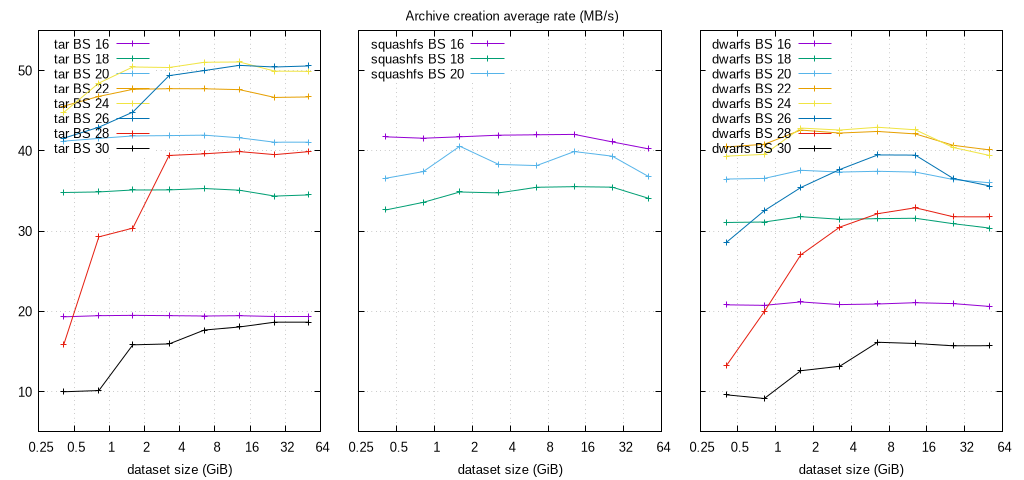 Archive creation average rate (MB/s)
50
40
30
20
10
tar BS 16
tar BS 18
tar BS 20
tar BS 22
tar BS 24
tar BS 26
tar BS 28
tar BS 30
0.25 0.5 1 2 4 8 16 32 64
dataset size (GiB)
squashfs BS 16
squashfs BS 18
squashfs BS 20
0.25 0.5 1 2 4 8 16 32 64
dataset size (GiB)
dwarfs BS 16
dwarfs BS 18
dwarfs BS 20
dwarfs BS 22
dwarfs BS 24
dwarfs BS 26
dwarfs BS 28
dwarfs BS 30
0.25 0.5 1 2 4 8 16 32 64
dataset size (GiB)